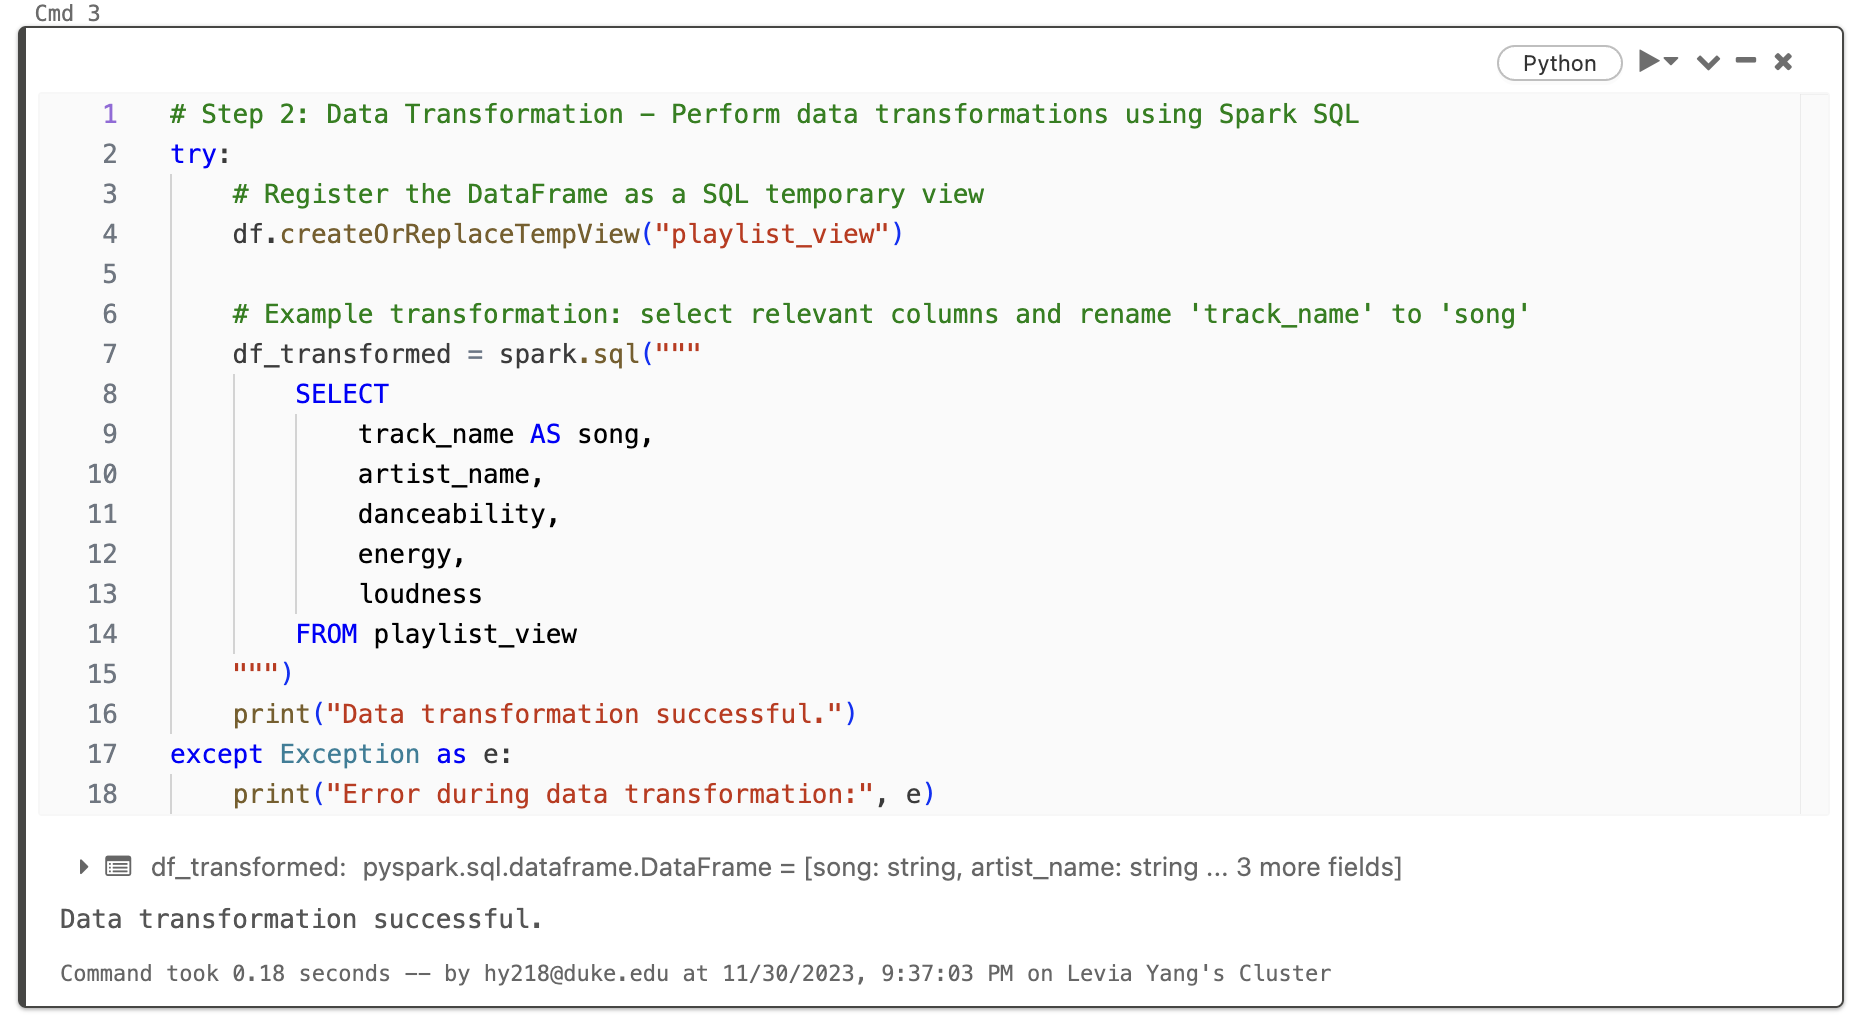 Cmd 3
Python
1 # Step 2: Data Transformation – Perform data transformations using Spark SQL
2 try:
3     # Register the DataFrame as a SQL temporary view
4     df.createOrReplaceTempView("playlist_view")
5
6     # Example transformation: select relevant columns and rename 'track_name' to 'song'
7     df_transformed = spark.sql("""
8         SELECT
9             track_name AS song,
10             artist_name,
11             danceability,
12             energy,
13             loudness
14         FROM playlist_view
15     """)
16     print("Data transformation successful.")
17 except Exception as e:
18     print("Error during data transformation:", e)
df_transformed: pyspark.sql.dataframe.DataFrame = [song: string, artist_name: string ... 3 more fields]
Data transformation successful.
Command took 0.18 seconds -- by hy218@duke.edu at 11/30/2023, 9:37:03 PM on Levia Yang's Cluster